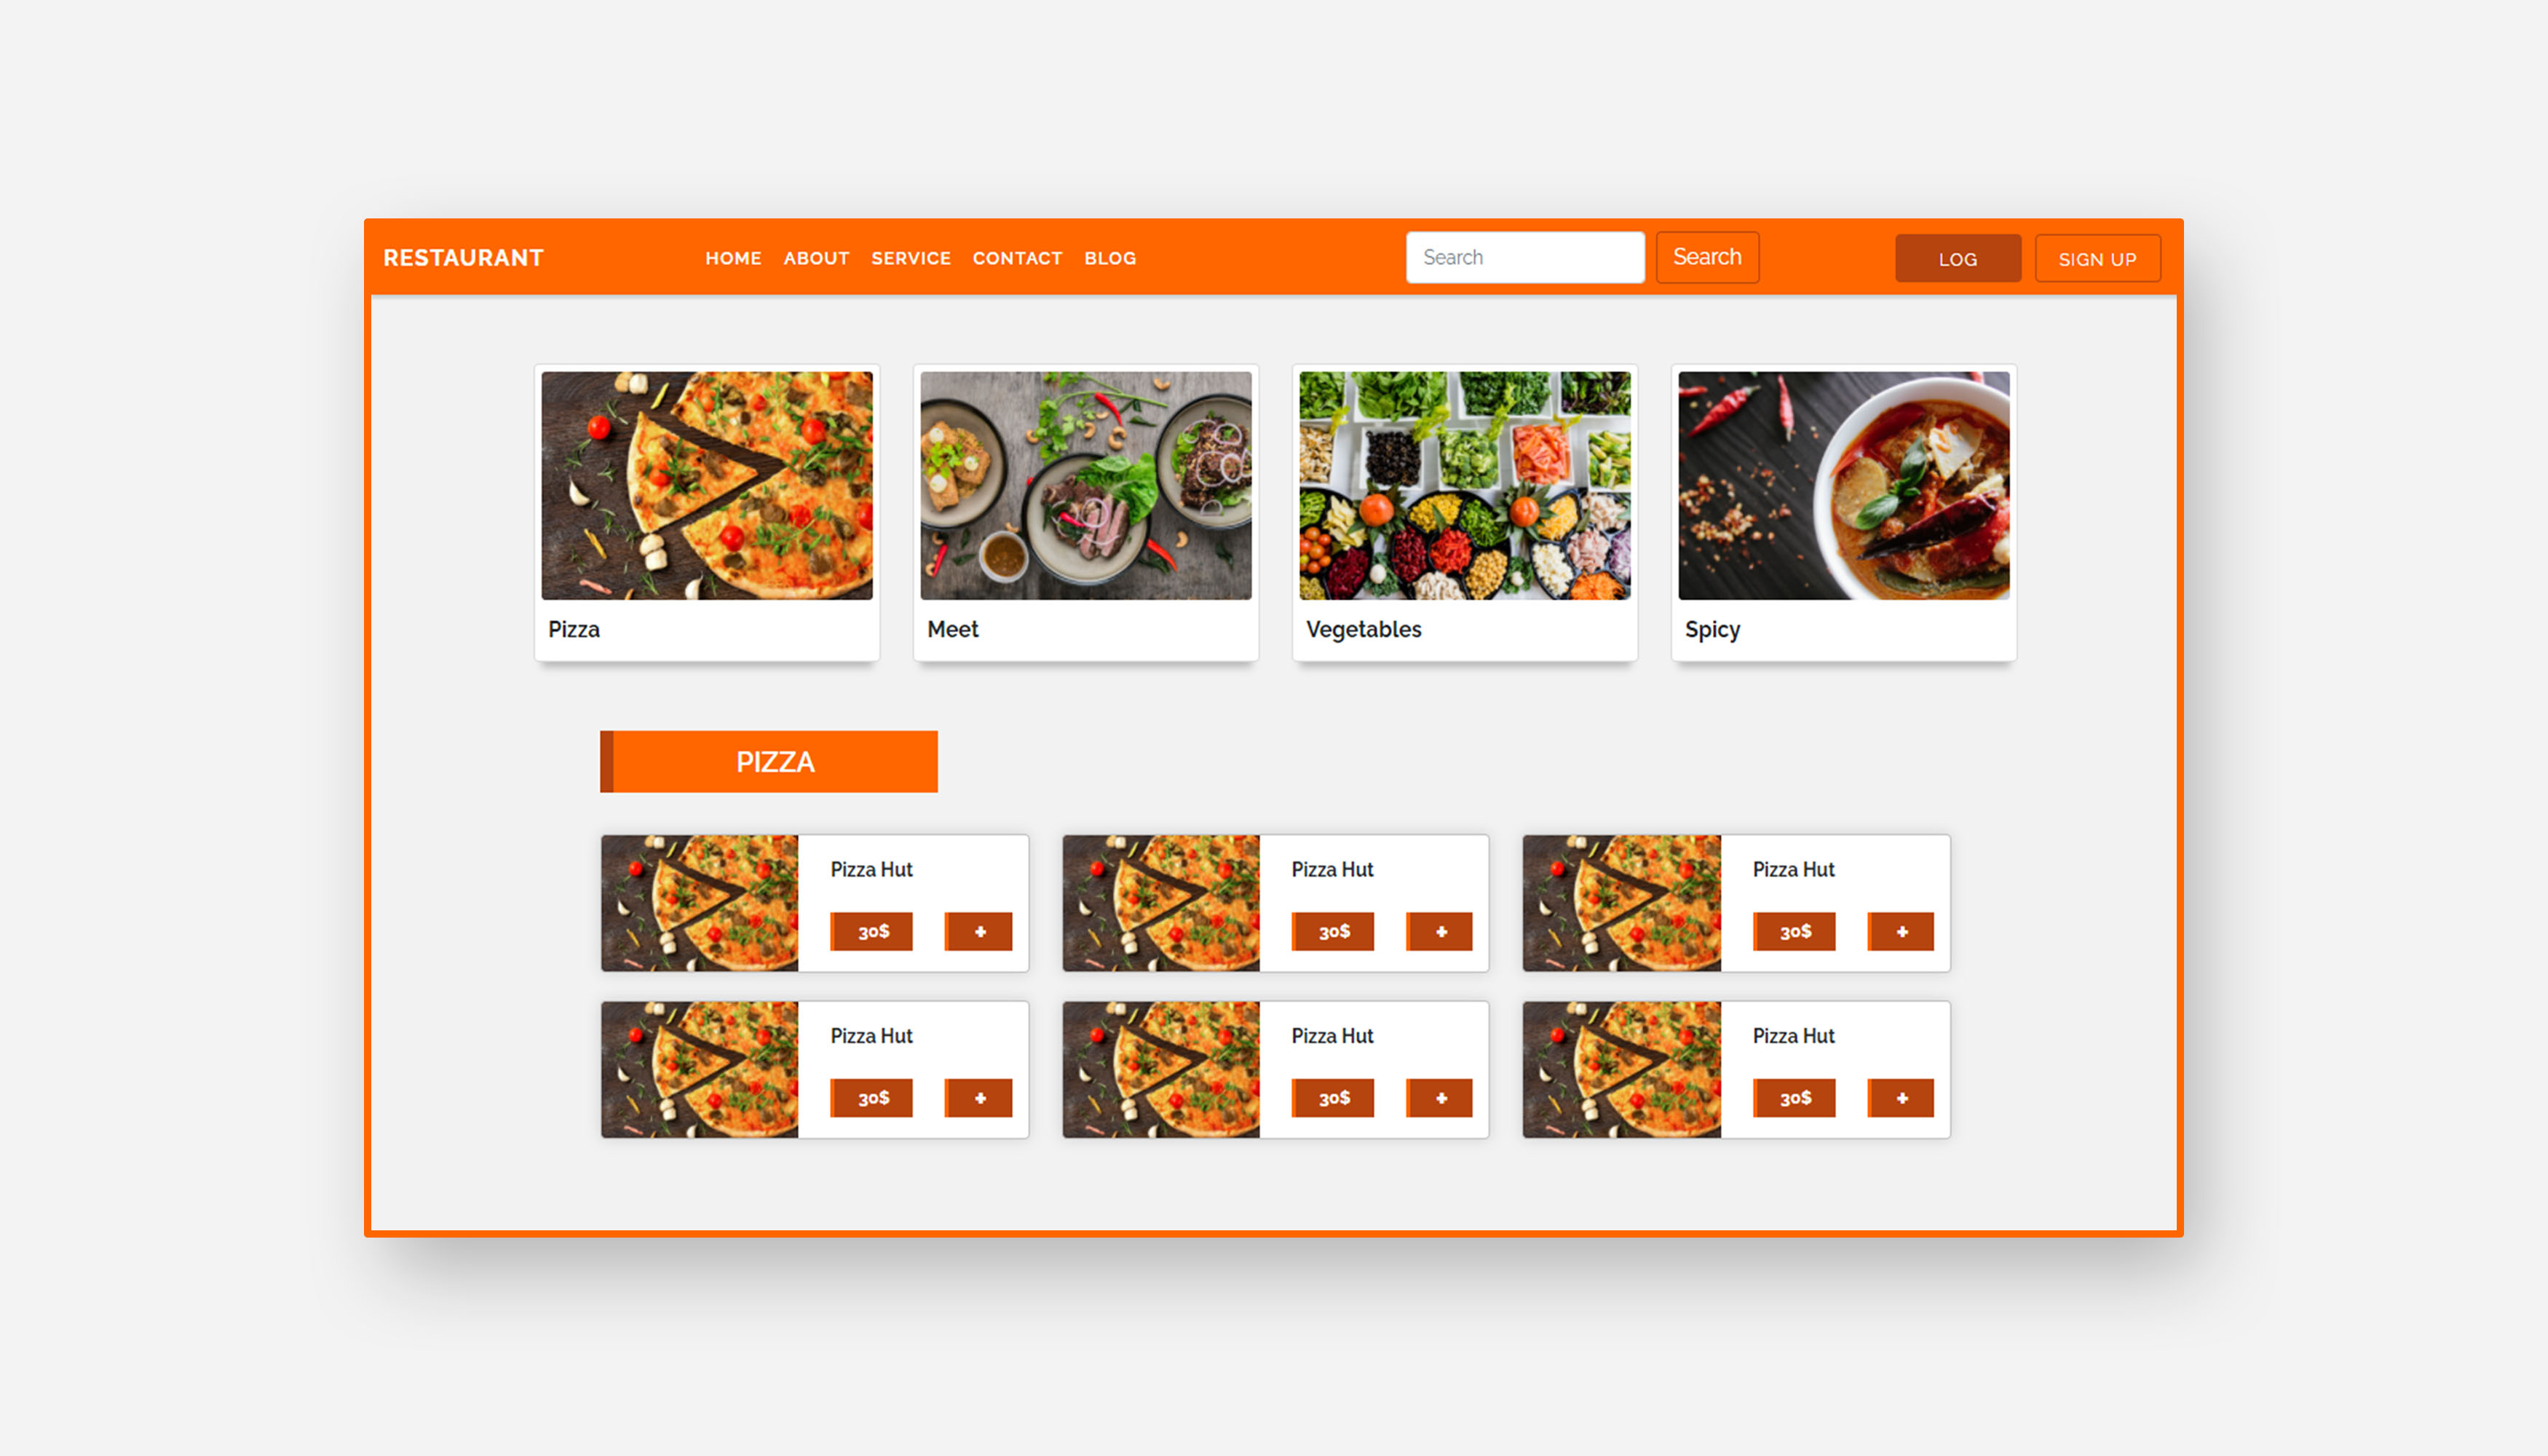 RESTAURANT HOME ABOUT SERVICE CONTACT BLOG Search Search LOG SIGN UP
Pizza Meet Vegetables Spicy
PIZZA
Pizza Hut Pizza Hut Pizza Hut
30$ + 30$ + 30$ +
Pizza Hut Pizza Hut Pizza Hut
30$ + 30$ + 30$ +